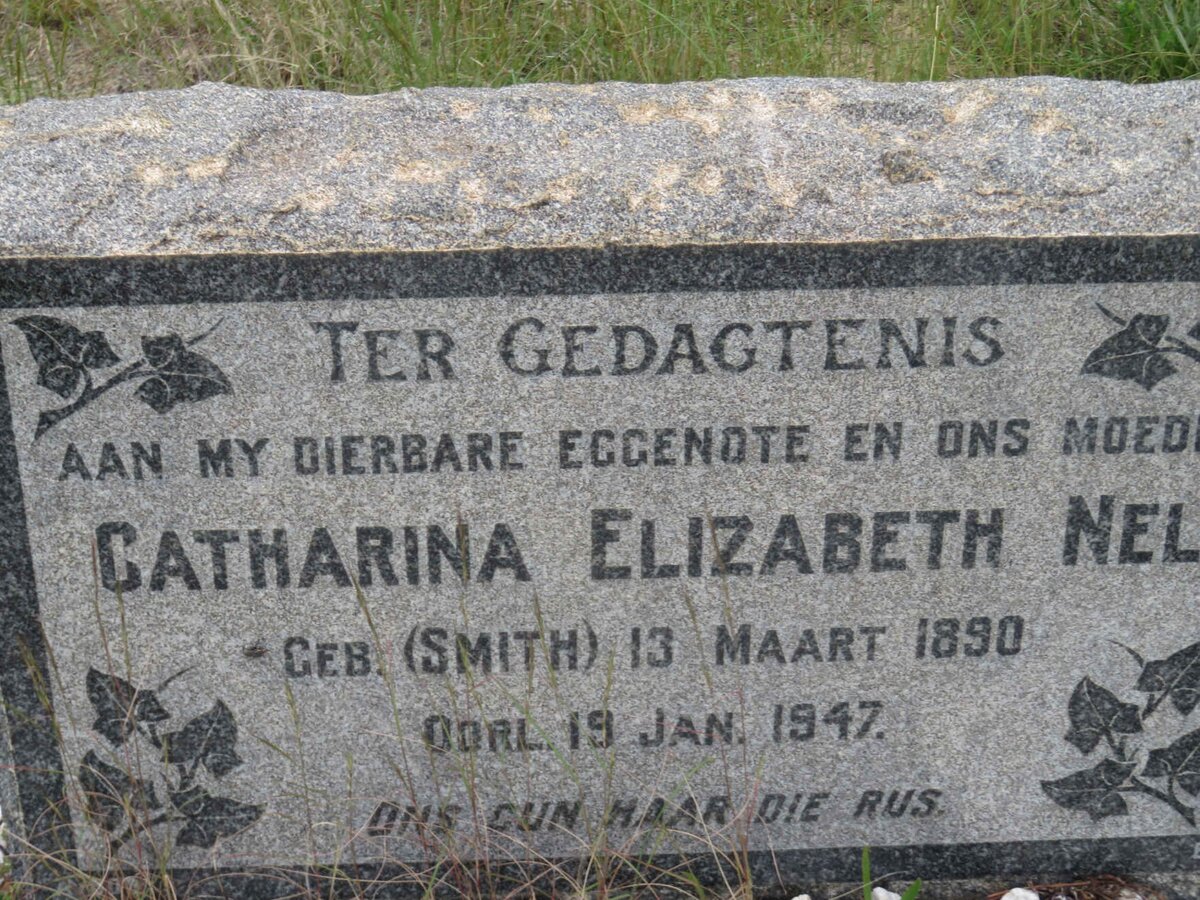 TER GEDAGTENIS
AAN MY DIERBARE EGGENOTE EN ONS MOED
CATHARINA ELIZABETH NEL
GEB. (SMITH) 13 MAART 1890
OORL. 19 JAN. 1947.
ONS GUN HAAR DIE RUS.